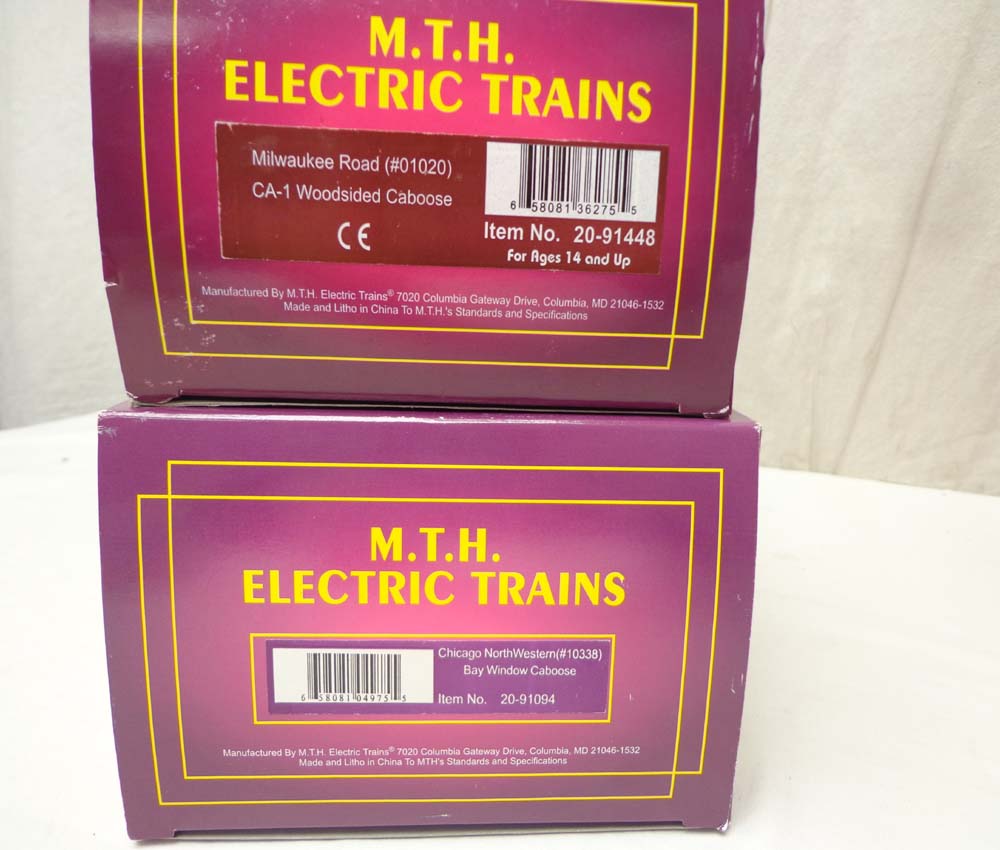 M.T.H.
ELECTRIC TRAINS
Milwaukee Road (#01020)
CA-1 Woodsided Caboose
CE
6 58081 36275 5
Item No. 20-91448
For Ages 14 and Up
Manufactured By M.T.H. Electric Trains® 7020 Columbia Gateway Drive, Columbia, MD 21046-1532
Made and Litho in China To M.T.H.'s Standards and Specifications
M.T.H.
ELECTRIC TRAINS
6 58081 04975 5
Chicago NorthWestern(#10338)
Bay Window Caboose
Item No. 20-91094
Manufactured By M.T.H. Electric Trains® 7020 Columbia Gateway Drive, Columbia, MD 21046-1532
Made and Litho in China To MTH's Standards and Specifications